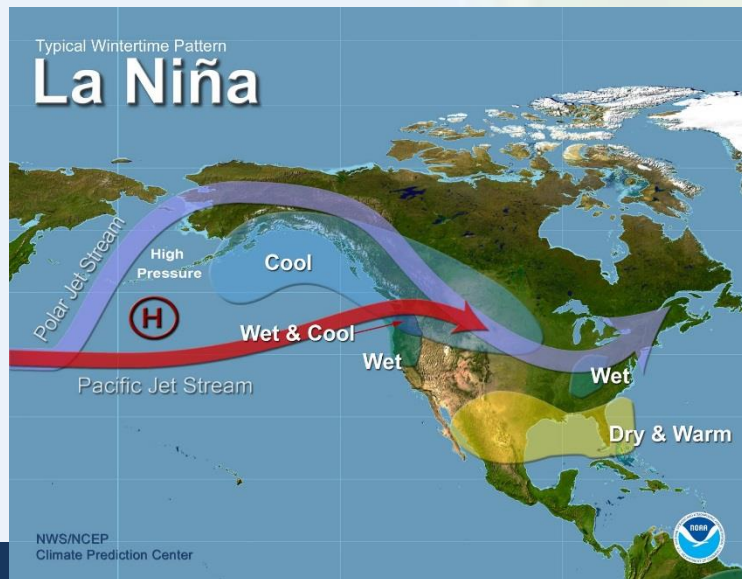 Typical Wintertime Pattern
La Niña
Polar Jet Stream
High
Pressure
H
Cool
Wet & Cool
Wet
Pacific Jet Stream
Wet
Dry & Warm
NWS/NCEP
Climate Prediction Center
NOAA